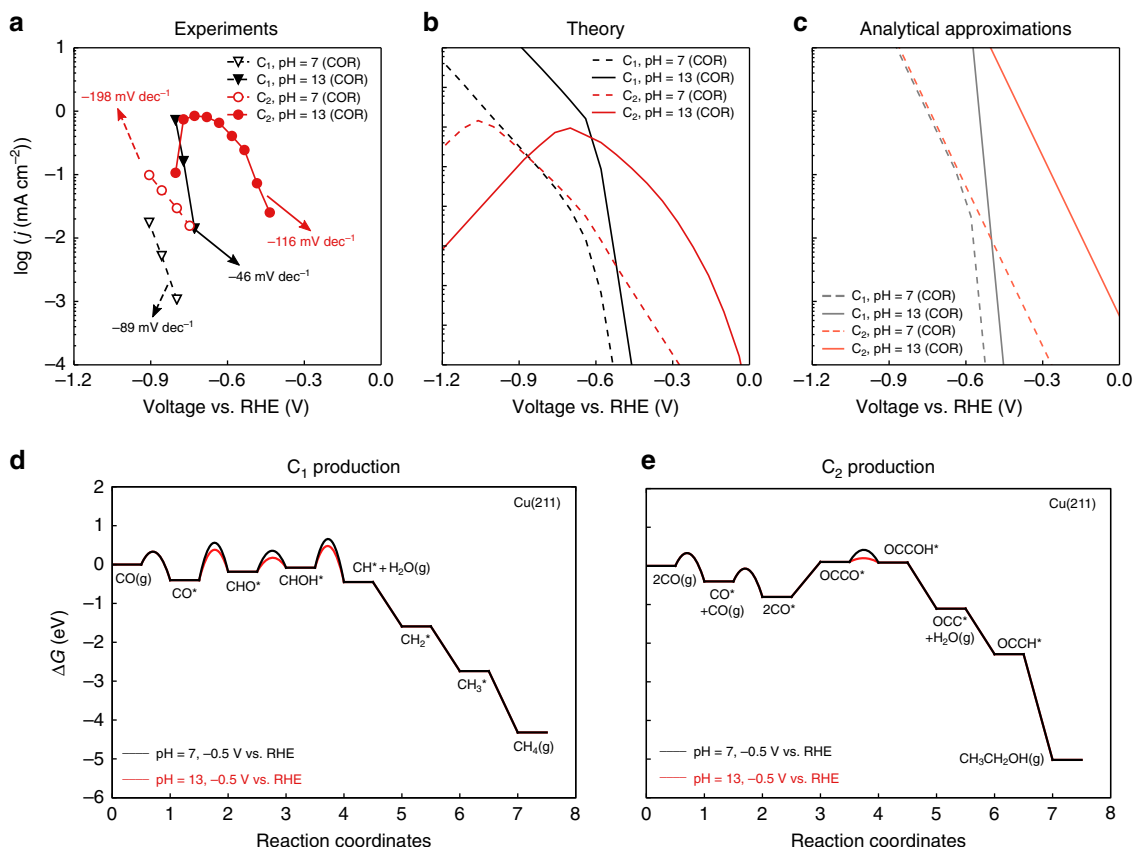 a
Experiments
1
0
−1
−2
−3
−4
log (j (mA cm−2))
C1, pH = 7 (COR)
C1, pH = 13 (COR)
C2, pH = 7 (COR)
C2, pH = 13 (COR)
−198 mV dec−1
−116 mV dec−1
−46 mV dec−1
−89 mV dec−1
−1.2 −0.9 −0.6 −0.3 0.0
Voltage vs. RHE (V)
b
Theory
C1, pH = 7 (COR)
C1, pH = 13 (COR)
C2, pH = 7 (COR)
C2, pH = 13 (COR)
−1.2 −0.9 −0.6 −0.3 0.0
Voltage vs. RHE (V)
c
Analytical approximations
C1, pH = 7 (COR)
C1, pH = 13 (COR)
C2, pH = 7 (COR)
C2, pH = 13 (COR)
−1.2 −0.9 −0.6 −0.3 0.0
Voltage vs. RHE (V)
d
C1 production
2
1
0
−1
−2
−3
−4
−5
−6
ΔG (eV)
Cu(211)
CO(g)
CO*
CHO*
CHOH*
CH* + H2O(g)
CH2*
CH3*
CH4(g)
pH = 7, −0.5 V vs. RHE
pH = 13, −0.5 V vs. RHE
0 1 2 3 4 5 6 7 8
Reaction coordinates
e
C2 production
Cu(211)
2CO(g)
CO*
+CO(g)
2CO*
OCCO*
OCCOH*
OCC*
+H2O(g)
OCCH*
CH3CH2OH(g)
pH = 7, −0.5 V vs. RHE
pH = 13, −0.5 V vs. RHE
0 1 2 3 4 5 6 7 8
Reaction coordinates